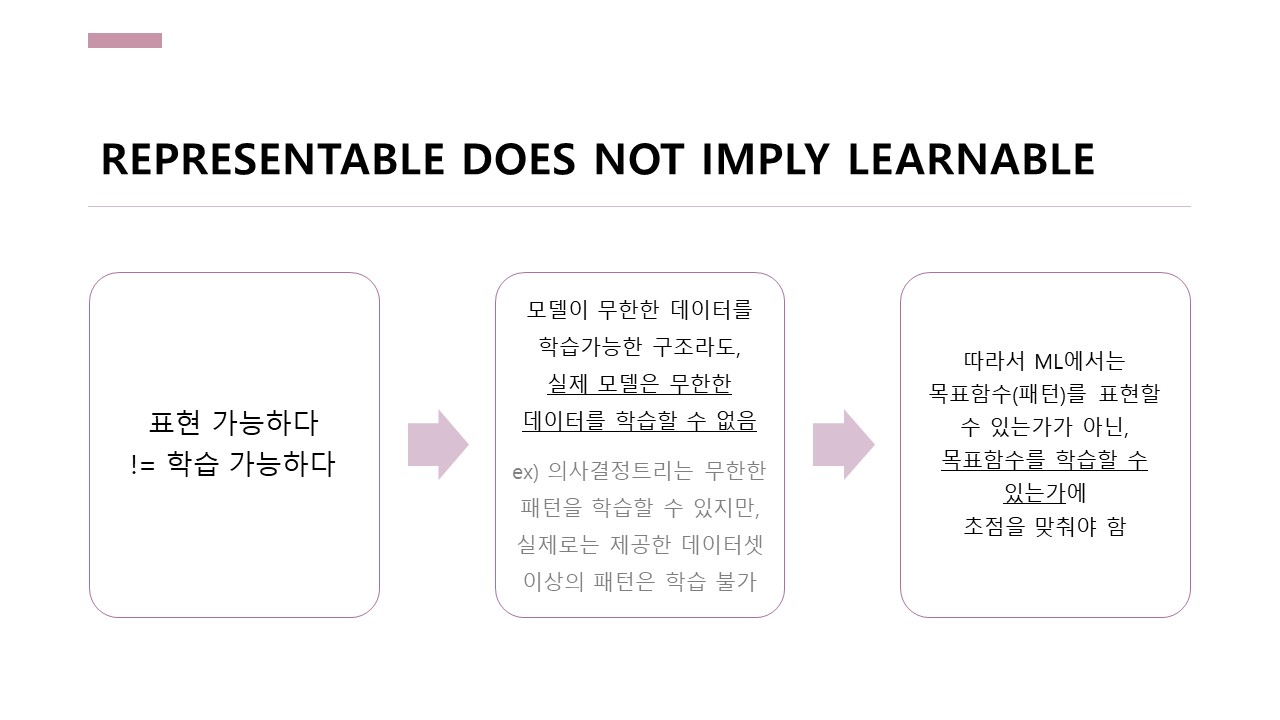 REPRESENTABLE DOES NOT IMPLY LEARNABLE
표현 가능하다
!= 학습 가능하다
모델이 무한한 데이터를
학습가능한 구조라도,
실제 모델은 무한한
데이터를 학습할 수 없음
ex) 의사결정트리는 무한한
패턴을 학습할 수 있지만,
실제로는 제공한 데이터셋
이상의 패턴은 학습 불가
따라서 ML에서는
목표함수(패턴)를 표현할
수 있는가가 아닌,
목표함수를 학습할 수
있는가에
초점을 맞춰야 함